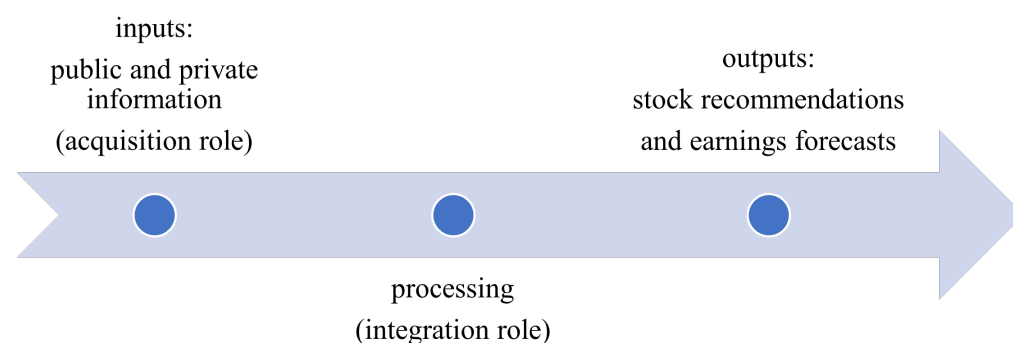 inputs:
public and private
information
(acquisition role)
processing
(integration role)
outputs:
stock recommendations
and earnings forecasts